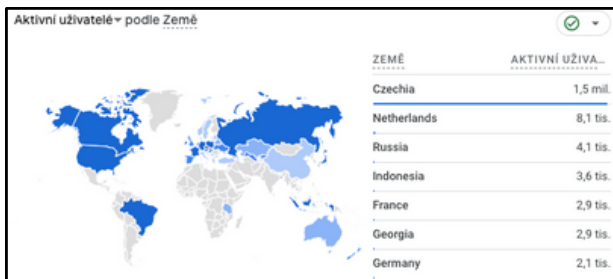 Aktivní uživatelé podle Země
ZEMĚ AKTIVNÍ UŽIVA...
Czechia 1,5 mil.
Netherlands 8,1 tis.
Russia 4,1 tis.
Indonesia 3,6 tis.
France 2,9 tis.
Georgia 2,9 tis.
Germany 2,1 tis.